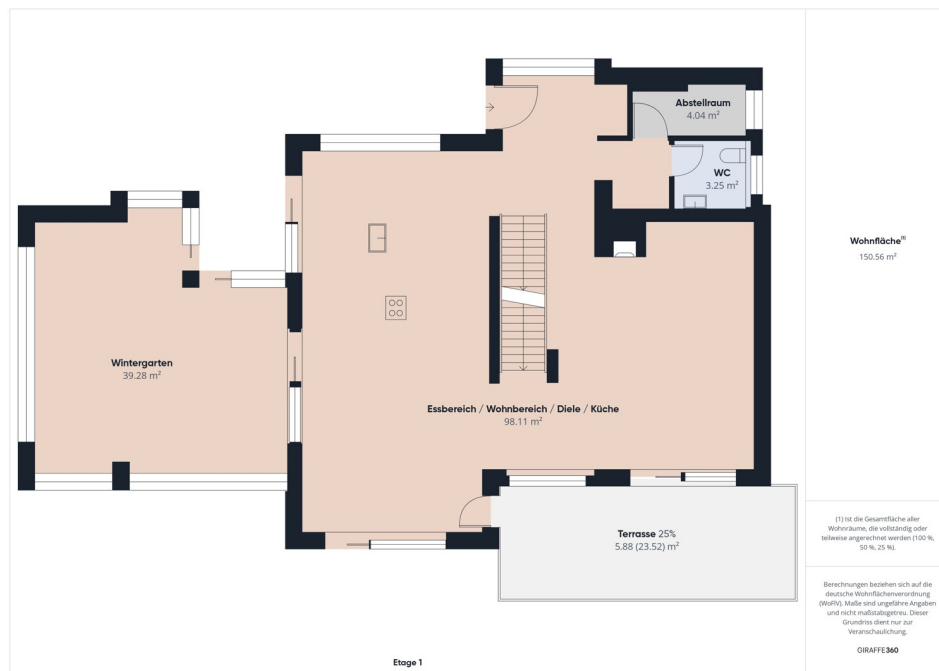 Abstellraum
4.04 m²
WC
3.25 m²
Wohnfläche⁽¹⁾
150.56 m²
Wintergarten
39.28 m²
Essbereich / Wohnbereich / Diele / Küche
98.11 m²
Terrasse 25%
5.88 (23.52) m²
(1) Ist die Gesamtfläche aller
Wohnräume, die vollständig oder
teilweise angerechnet werden (100 %,
50 %, 25 %).
Berechnungen beziehen sich auf die
deutsche Wohnflächenverordnung
(WoFlV). Maße sind ungefähre Angaben
und nicht maßstabsgetreu. Dieser
Grundriss dient nur zur
Veranschaulichung.
GIRAFFE360
Etage 1